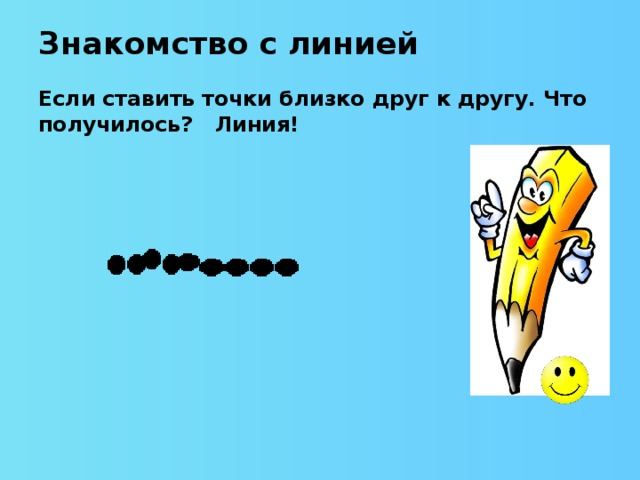 Знакомство с линией
Если ставить точки близко друг к другу. Что
получилось?   Линия!